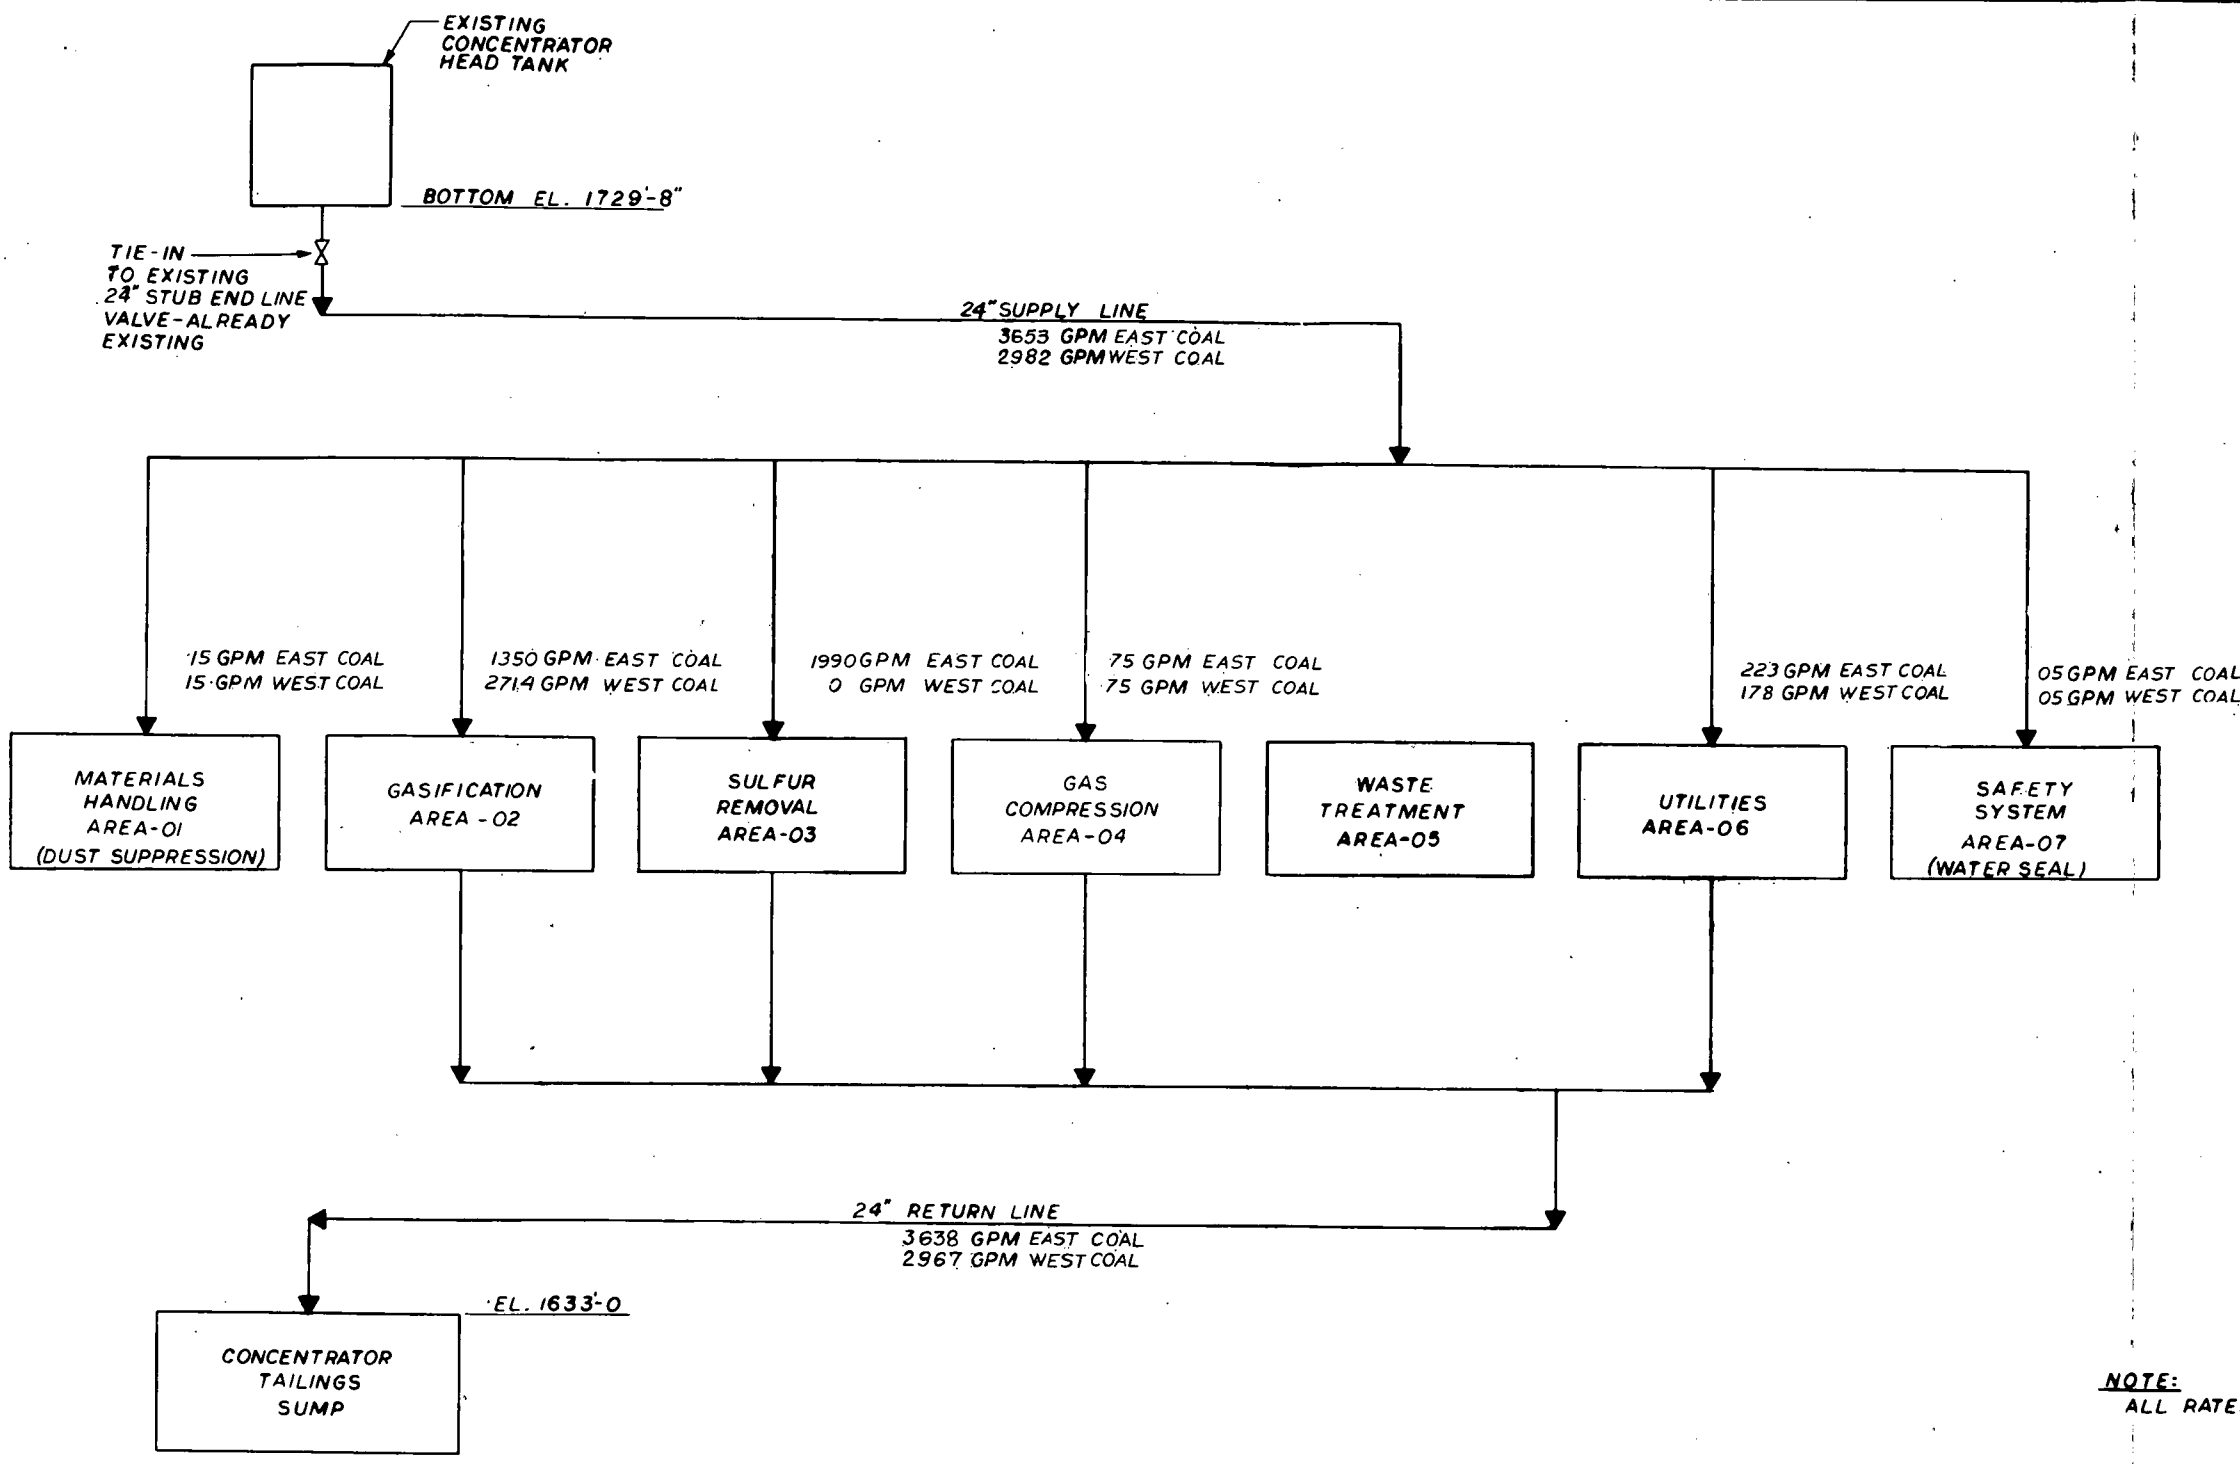 EXISTING
CONCENTRATOR
HEAD TANK
BOTTOM EL. 1729'-8"
TIE-IN
TO EXISTING
24" STUB END LINE
VALVE-ALREADY
EXISTING
24" SUPPLY LINE
3653 GPM EAST COAL
2982 GPM WEST COAL
15 GPM EAST COAL
15 GPM WEST COAL
1350 GPM EAST COAL
2714 GPM WEST COAL
1990 GPM EAST COAL
0 GPM WEST COAL
75 GPM EAST COAL
75 GPM WEST COAL
223 GPM EAST COAL
178 GPM WEST COAL
05 GPM EAST COAL
05 GPM WEST COAL
MATERIALS
HANDLING
AREA-01
(DUST SUPPRESSION)
GASIFICATION
AREA-02
SULFUR
REMOVAL
AREA-03
GAS
COMPRESSION
AREA-04
WASTE
TREATMENT
AREA-05
UTILITIES
AREA-06
SAFETY
SYSTEM
AREA-07
(WATER SEAL)
24" RETURN LINE
3638 GPM EAST COAL
2967 GPM WEST COAL
EL. 1633'-0
CONCENTRATOR
TAILINGS
SUMP
NOTE:
ALL RATE